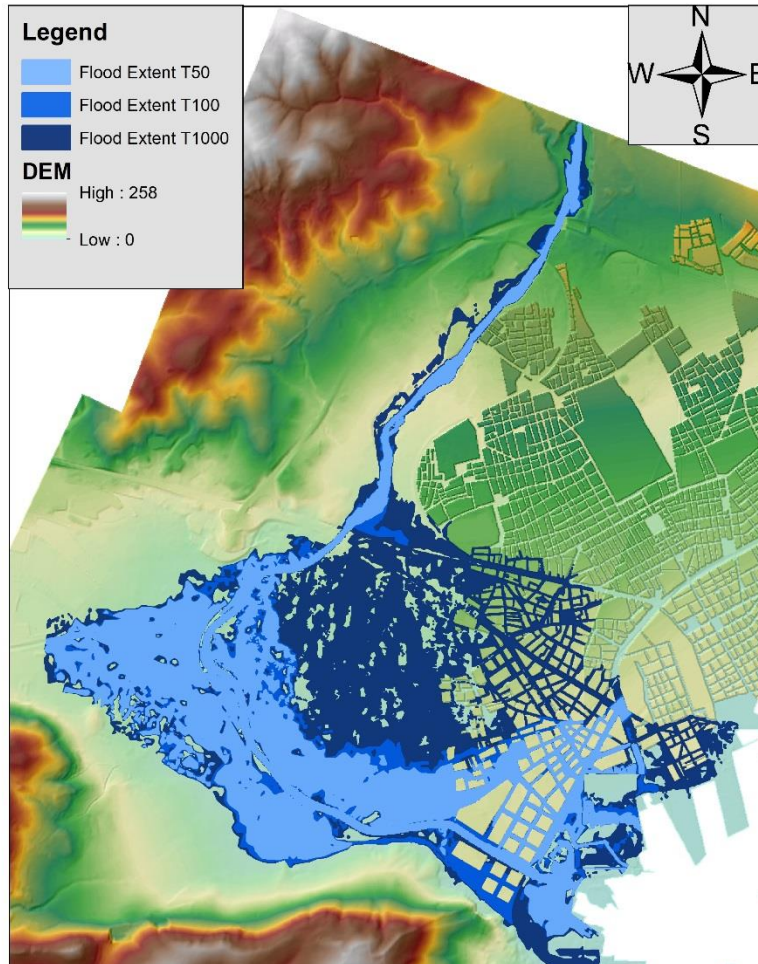 Legend
Flood Extent T50
Flood Extent T100
Flood Extent T1000
DEM
High : 258
Low : 0
N
W
E
S